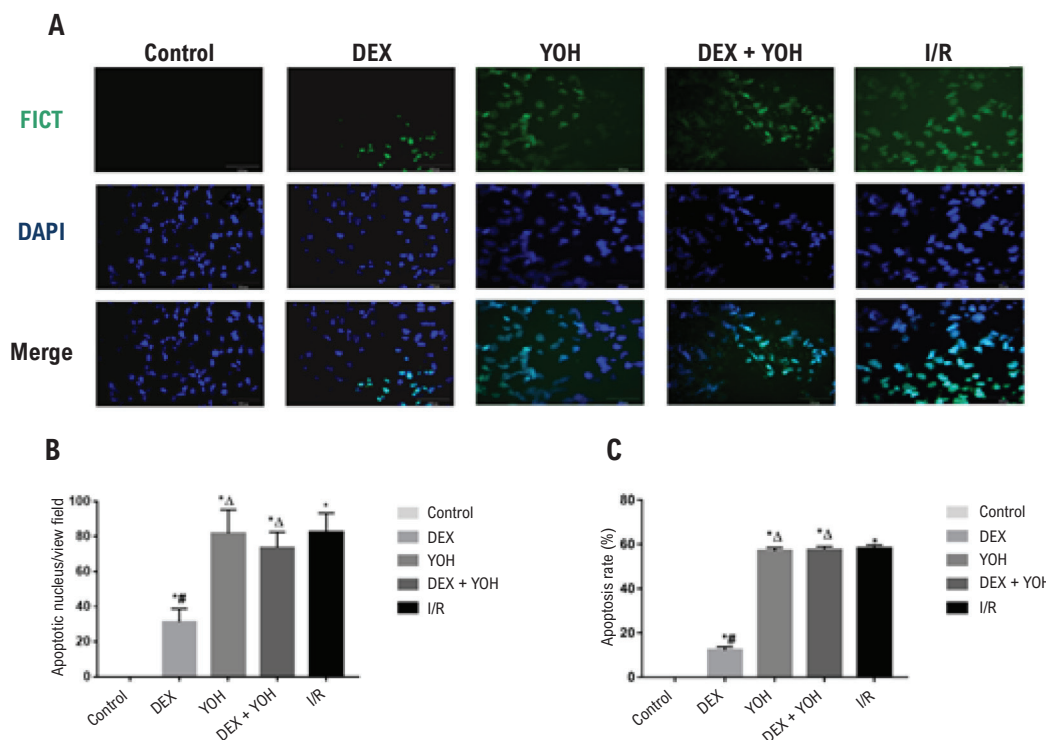 A
Control DEX YOH DEX + YOH I/R
FICT
DAPI
Merge
B
Apoptotic nucleus/view field
100
80
60
40
20
0
*#
*Δ
*Δ
*
Control DEX YOH DEX + YOH I/R
Control
DEX
YOH
DEX + YOH
I/R
C
Apoptosis rate (%)
80
60
40
20
0
*#
*Δ
*Δ
*
Control DEX YOH DEX + YOH I/R
Control
DEX
YOH
DEX + YOH
I/R